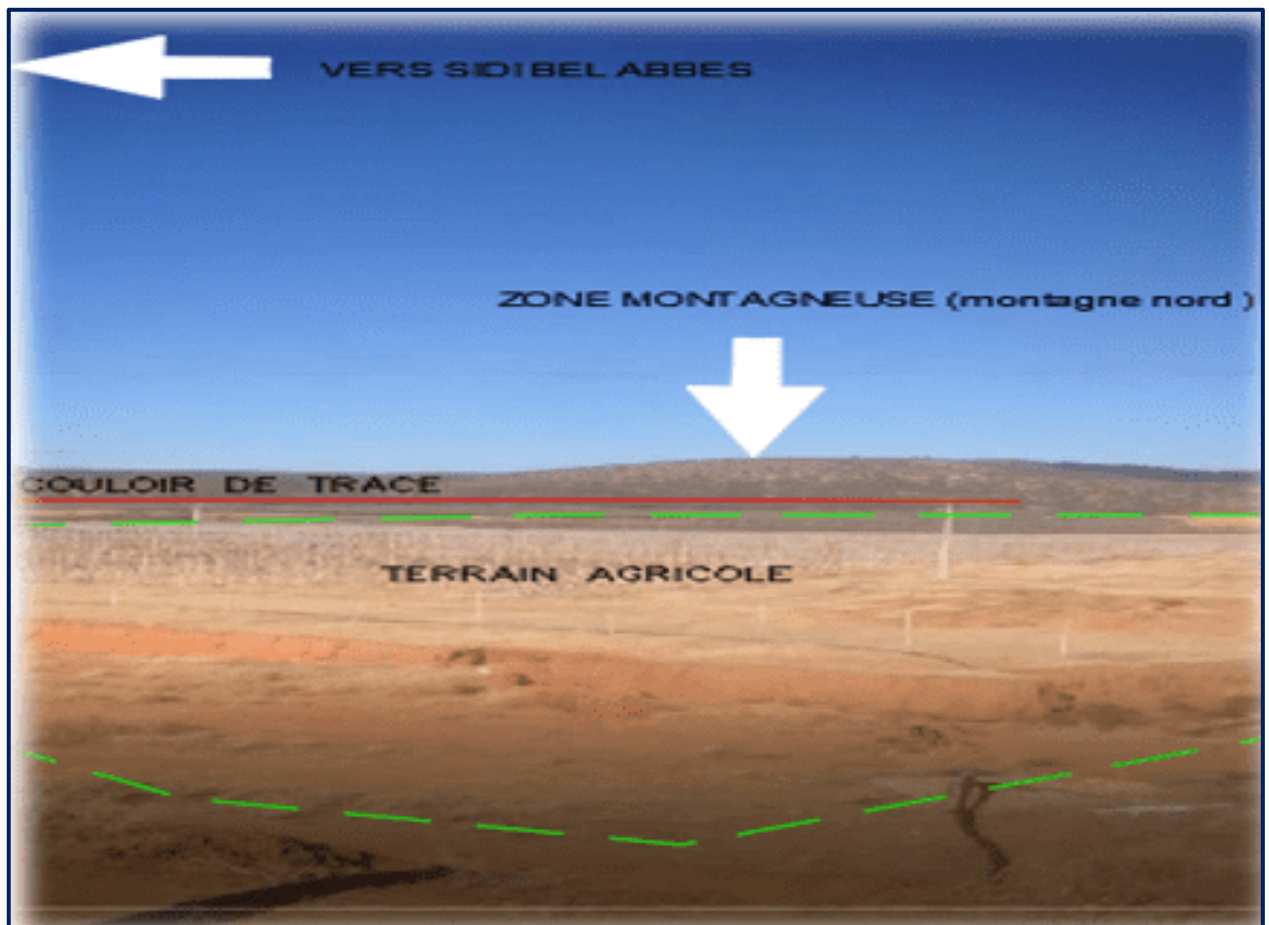 VERS SIDI BEL ABBES
ZONE MONTAGNEUSE (montagne nord )
COULOIR DE TRACE
TERRAIN AGRICOLE